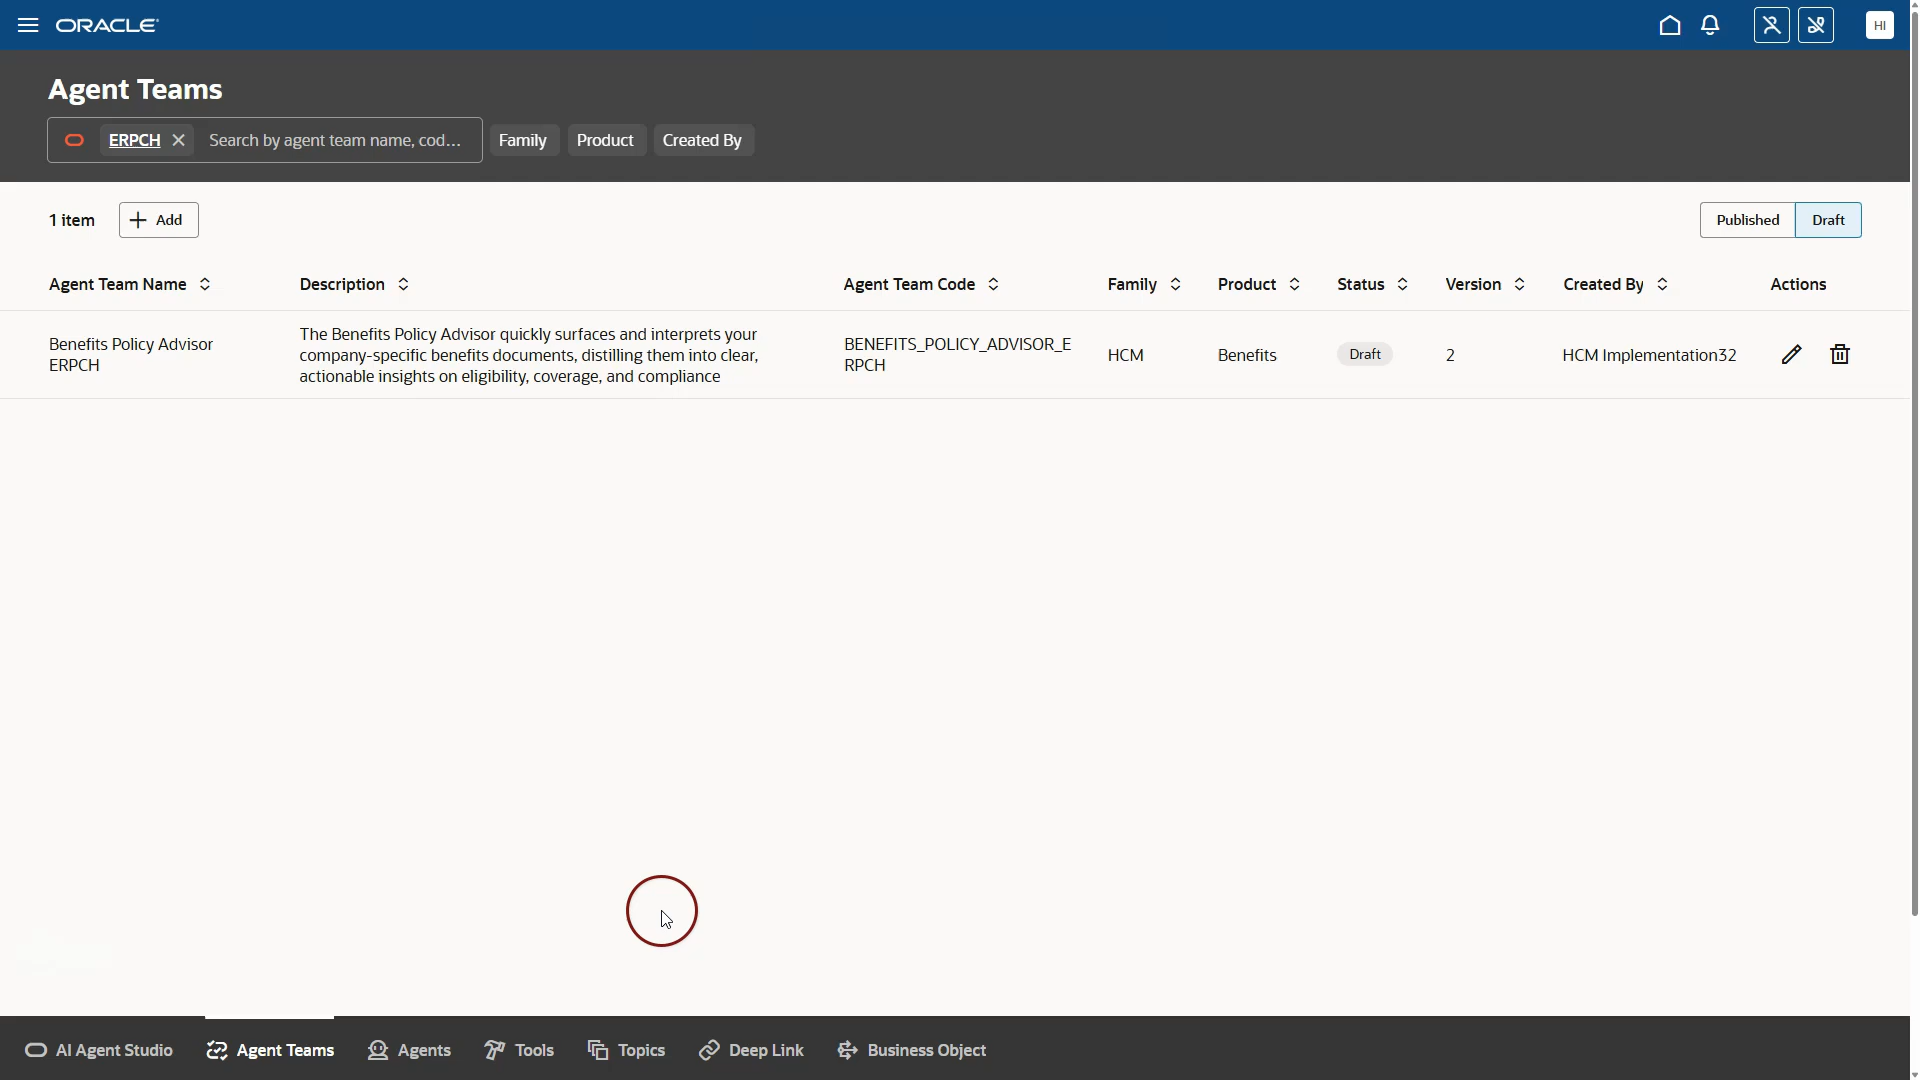 ORACLE
HI
Agent Teams
ERPCH
Search by agent team name, cod...
Family
Product
Created By
1 item
Add
Published
Draft
Agent Team Name
Description
Agent Team Code
Family
Product
Status
Version
Created By
Actions
Benefits Policy Advisor
ERPCH
The Benefits Policy Advisor quickly surfaces and interprets your
company-specific benefits documents, distilling them into clear,
actionable insights on eligibility, coverage, and compliance
BENEFITS_POLICY_ADVISOR_E
RPCH
HCM
Benefits
Draft
2
HCM Implementation32
AI Agent Studio
Agent Teams
Agents
Tools
Topics
Deep Link
Business Object